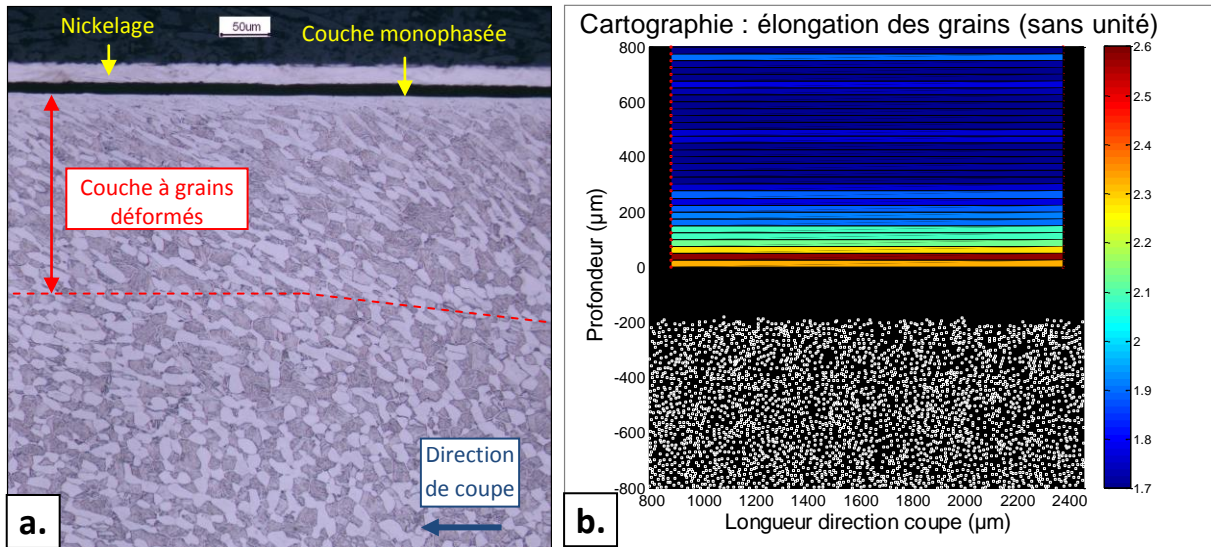 Nickelage
50um
Couche monophasée
Couche à grains
déformés
Direction
de coupe
a.
Cartographie : élongation des grains (sans unité)
800
600
400
200
0
-200
-400
-600
-800
Profondeur (µm)
800 1000 1200 1400 1600 1800 2000 2200 2400
Longueur direction coupe (µm)
2.6
2.5
2.4
2.3
2.2
2.1
2
1.9
1.8
1.7
b.